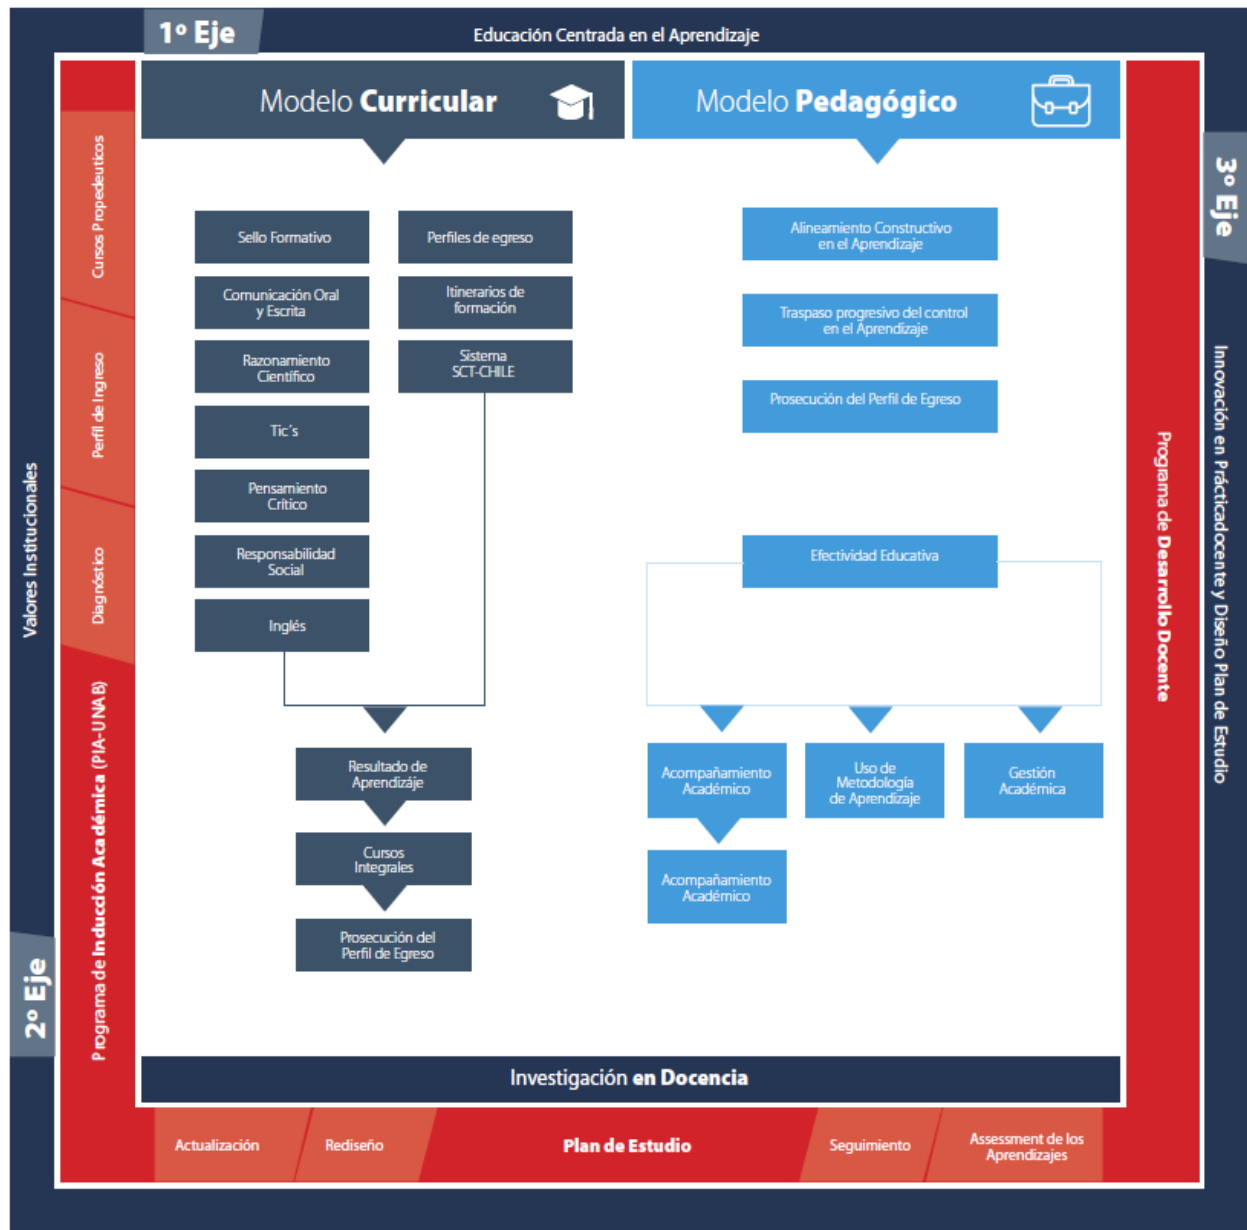 1º Eje
Educación Centrada en el Aprendizaje
Modelo Curricular
Modelo Pedagógico
Cursos Propedeuticos
Perfil de Ingreso
Diagnóstico
Programa de Inducción Académica (PIA-UNAB)
Valores Institucionales
2º Eje
Sello Formativo
Comunicación Oral
y Escrita
Razonamiento
Científico
Tic´s
Pensamiento
Crítico
Responsabilidad
Social
Inglés
Perfiles de egreso
Itinerarios de
formación
Sistema
SCT-CHILE
Resultado de
Aprendizáje
Cursos
Integrales
Prosecución del
Perfil de Egreso
Alineamiento Constructivo
en el Aprendizaje
Traspaso progresivo del control
en el Aprendizaje
Prosecución del Perfil de Egreso
Efectividad Educativa
Acompañamiento
Académico
Uso de
Metodología
de Aprendizaje
Gestión
Académica
Acompañamiento
Académico
3º Eje
Programa de Desarrollo Docente
Innovación en Prácticadocente y Diseño Plan de Estudio
Investigación en Docencia
Actualización
Rediseño
Plan de Estudio
Seguimiento
Assessment de los
Aprendizajes